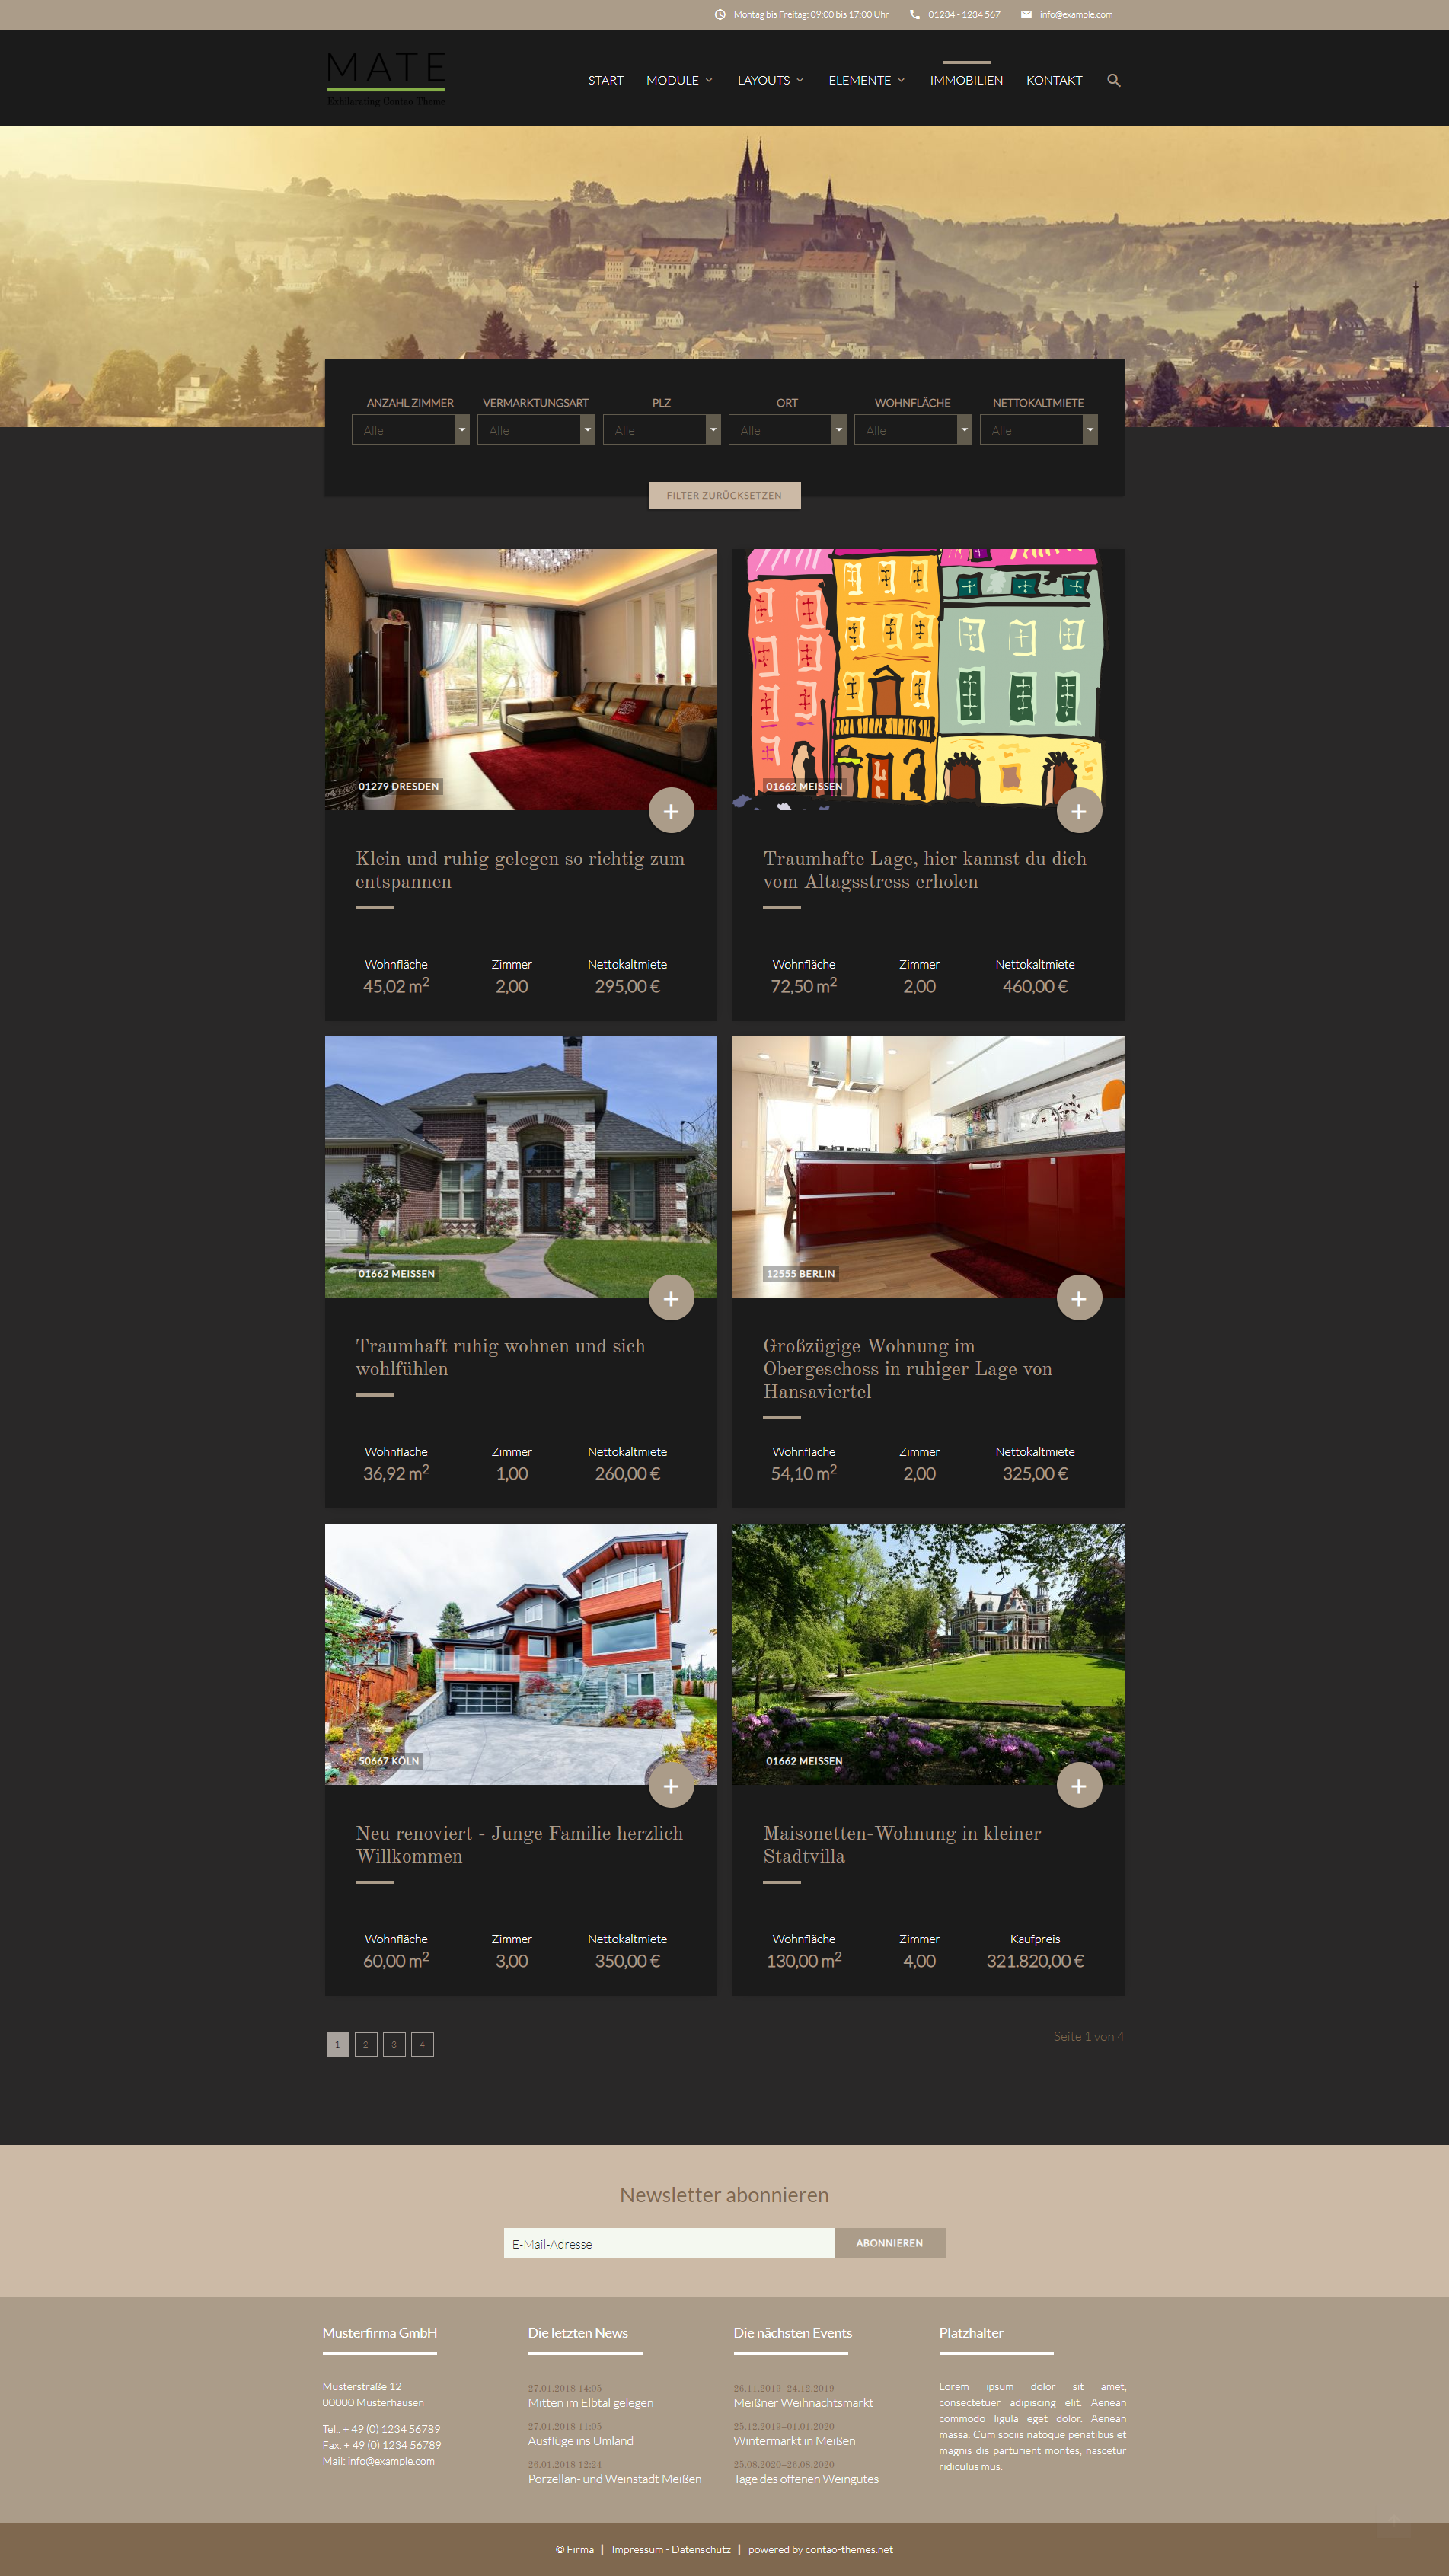 Montag bis Freitag: 09:00 bis 17:00 Uhr 01234 - 1234 567 info@example.com
MATE
Exhilarating Contao Theme
START MODULE LAYOUTS ELEMENTE IMMOBILIEN KONTAKT
ANZAHL ZIMMER VERMARKTUNGSART PLZ ORT WOHNFLÄCHE NETTOKALTMIETE
Alle Alle Alle Alle Alle Alle
FILTER ZURÜCKSETZEN
01279 DRESDEN
Klein und ruhig gelegen so richtig zum
entspannen
Wohnfläche Zimmer Nettokaltmiete
45,02 m² 2,00 295,00 €
01662 MEISSEN
Traumhafte Lage, hier kannst du dich
vom Altagsstress erholen
Wohnfläche Zimmer Nettokaltmiete
72,50 m² 2,00 460,00 €
01662 MEISSEN
Traumhaft ruhig wohnen und sich
wohlfühlen
Wohnfläche Zimmer Nettokaltmiete
36,92 m² 1,00 260,00 €
12555 BERLIN
Großzügige Wohnung im
Obergeschoss in ruhiger Lage von
Hansaviertel
Wohnfläche Zimmer Nettokaltmiete
54,10 m² 2,00 325,00 €
50667 KÖLN
Neu renoviert - Junge Familie herzlich
Willkommen
Wohnfläche Zimmer Nettokaltmiete
60,00 m² 3,00 350,00 €
01662 MEISSEN
Maisonetten-Wohnung in kleiner
Stadtvilla
Wohnfläche Zimmer Kaufpreis
130,00 m² 4,00 321.820,00 €
1 2 3 4
Seite 1 von 4
Newsletter abonnieren
E-Mail-Adresse ABONNIEREN
Musterfirma GmbH
Musterstraße 12
00000 Musterhausen
Tel.: + 49 (0) 1234 56789
Fax: + 49 (0) 1234 56789
Mail: info@example.com
Die letzten News
27.01.2018 14:05
Mitten im Elbtal gelegen
27.01.2018 11:05
Ausflüge ins Umland
26.01.2018 12:24
Porzellan- und Weinstadt Meißen
Die nächsten Events
26.11.2019–24.12.2019
Meißner Weihnachtsmarkt
25.12.2019–01.01.2020
Wintermarkt in Meißen
25.08.2020–26.08.2020
Tage des offenen Weingutes
Platzhalter
Lorem ipsum dolor sit amet,
consectetuer adipiscing elit. Aenean
commodo ligula eget dolor. Aenean
massa. Cum sociis natoque penatibus et
magnis dis parturient montes, nascetur
ridiculus mus.
© Firma | Impressum - Datenschutz | powered by contao-themes.net